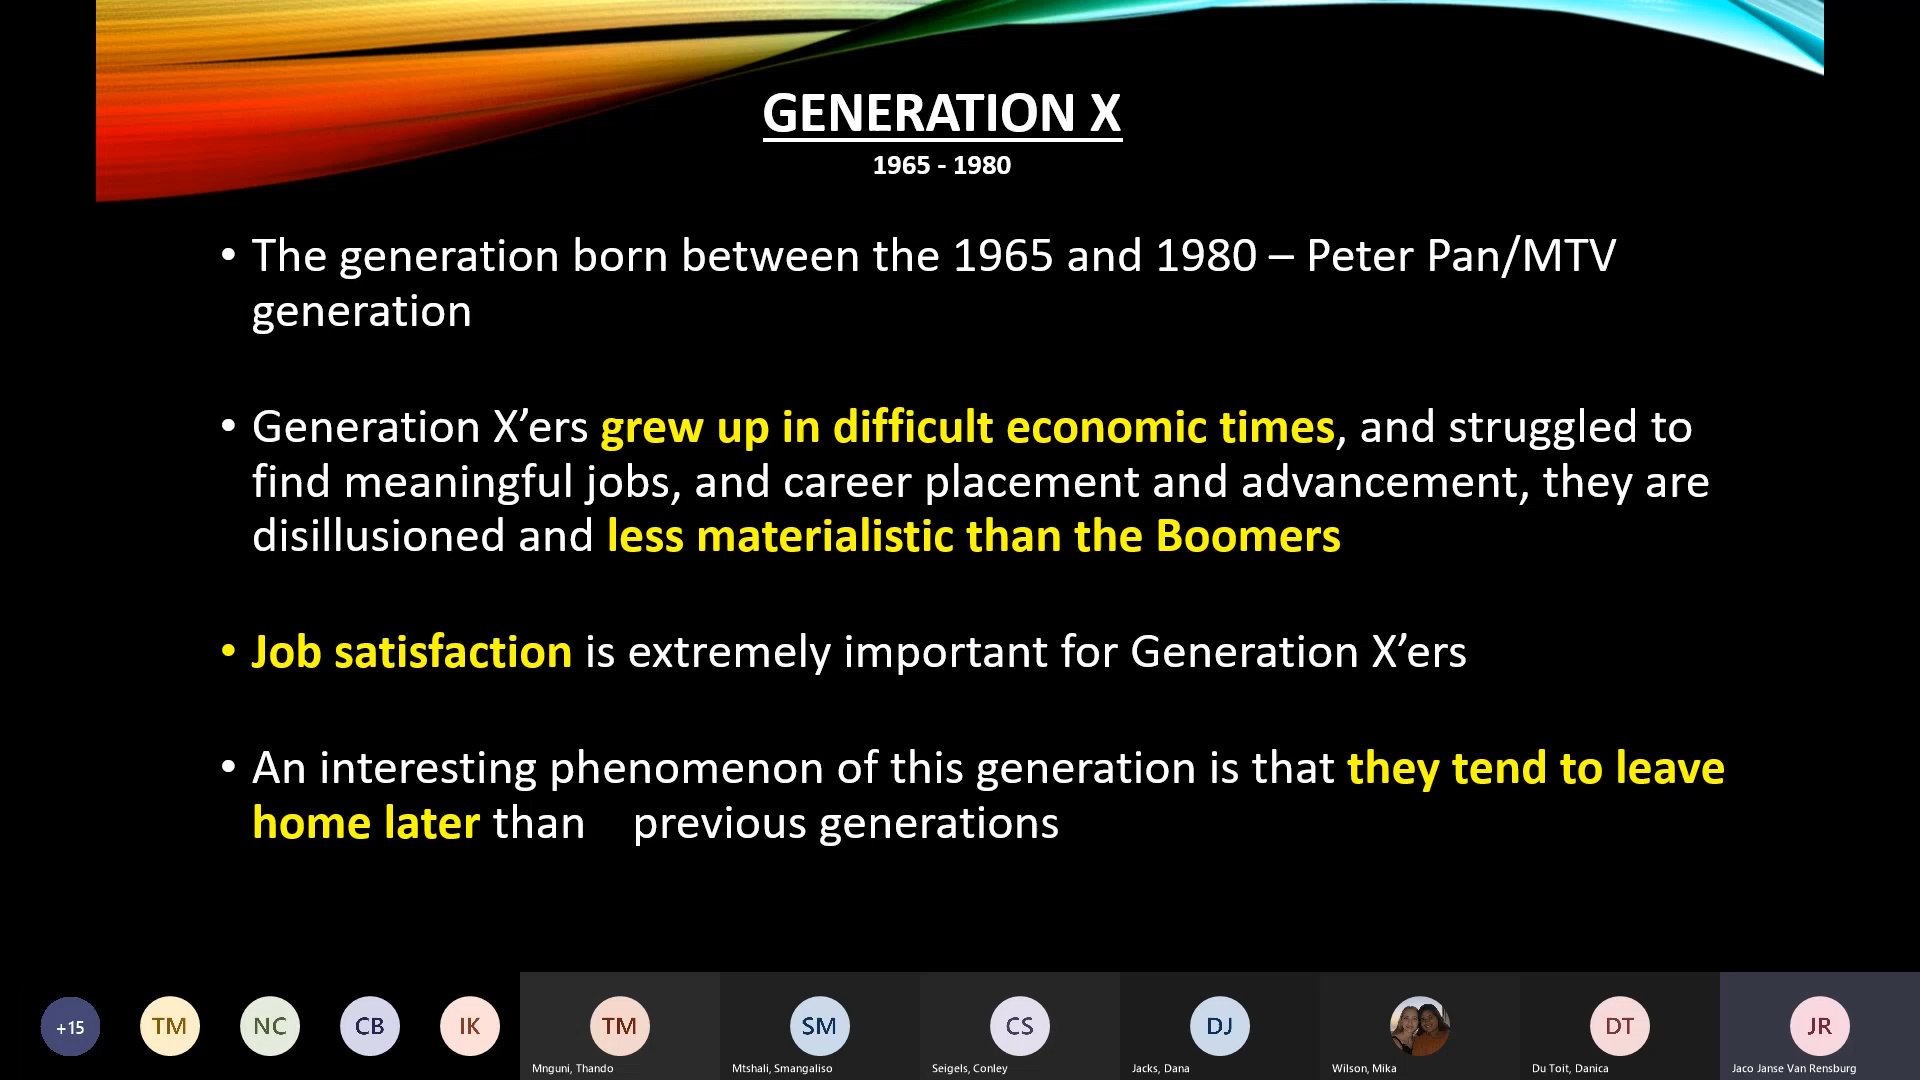 GENERATION X
1965 - 1980
• The generation born between the 1965 and 1980 – Peter Pan/MTV
generation
• Generation X’ers grew up in difficult economic times, and struggled to
find meaningful jobs, and career placement and advancement, they are
disillusioned and less materialistic than the Boomers
• Job satisfaction is extremely important for Generation X’ers
• An interesting phenomenon of this generation is that they tend to leave
home later than previous generations
+15 TM NC CB IK TM SM CS DJ DT JR
Mnguni, Thando Mtshali, Smangaliso Seigels, Conley Jacks, Dana Wilson, Mika Du Toit, Danica Jaco Janse Van Rensburg